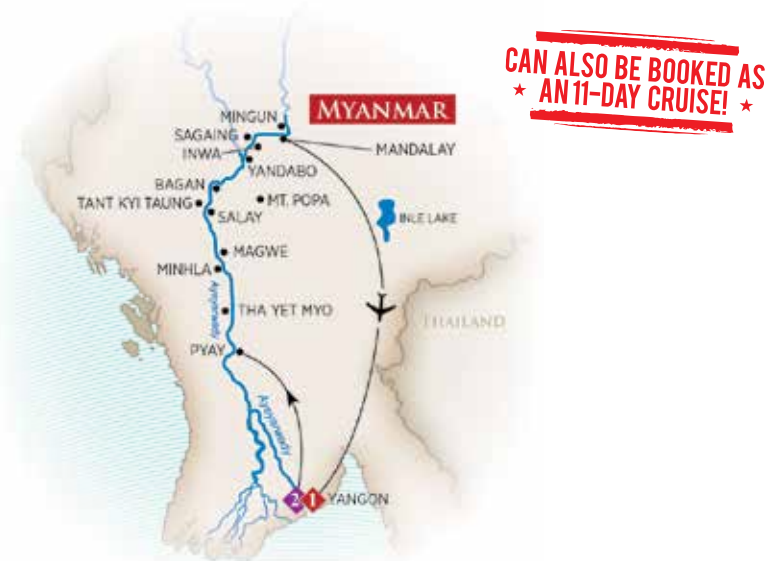 CAN ALSO BE BOOKED AS
AN 11-DAY CRUISE!
MYANMAR
MINGUN
SAGAING
INWA
MANDALAY
YANDABO
BAGAN
TANT KYI TAUNG
MT. POPA
SALAY
INLE LAKE
MAGWE
MINHLA
Ayeyarwady
THA YET MYO
THAILAND
PYAY
Ayeyarwady
2
1
YANGON